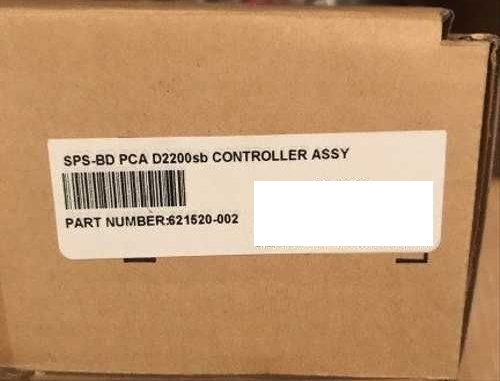 SPS-BD PCA D2200sb CONTROLLER ASSY
PART NUMBER:621520-002